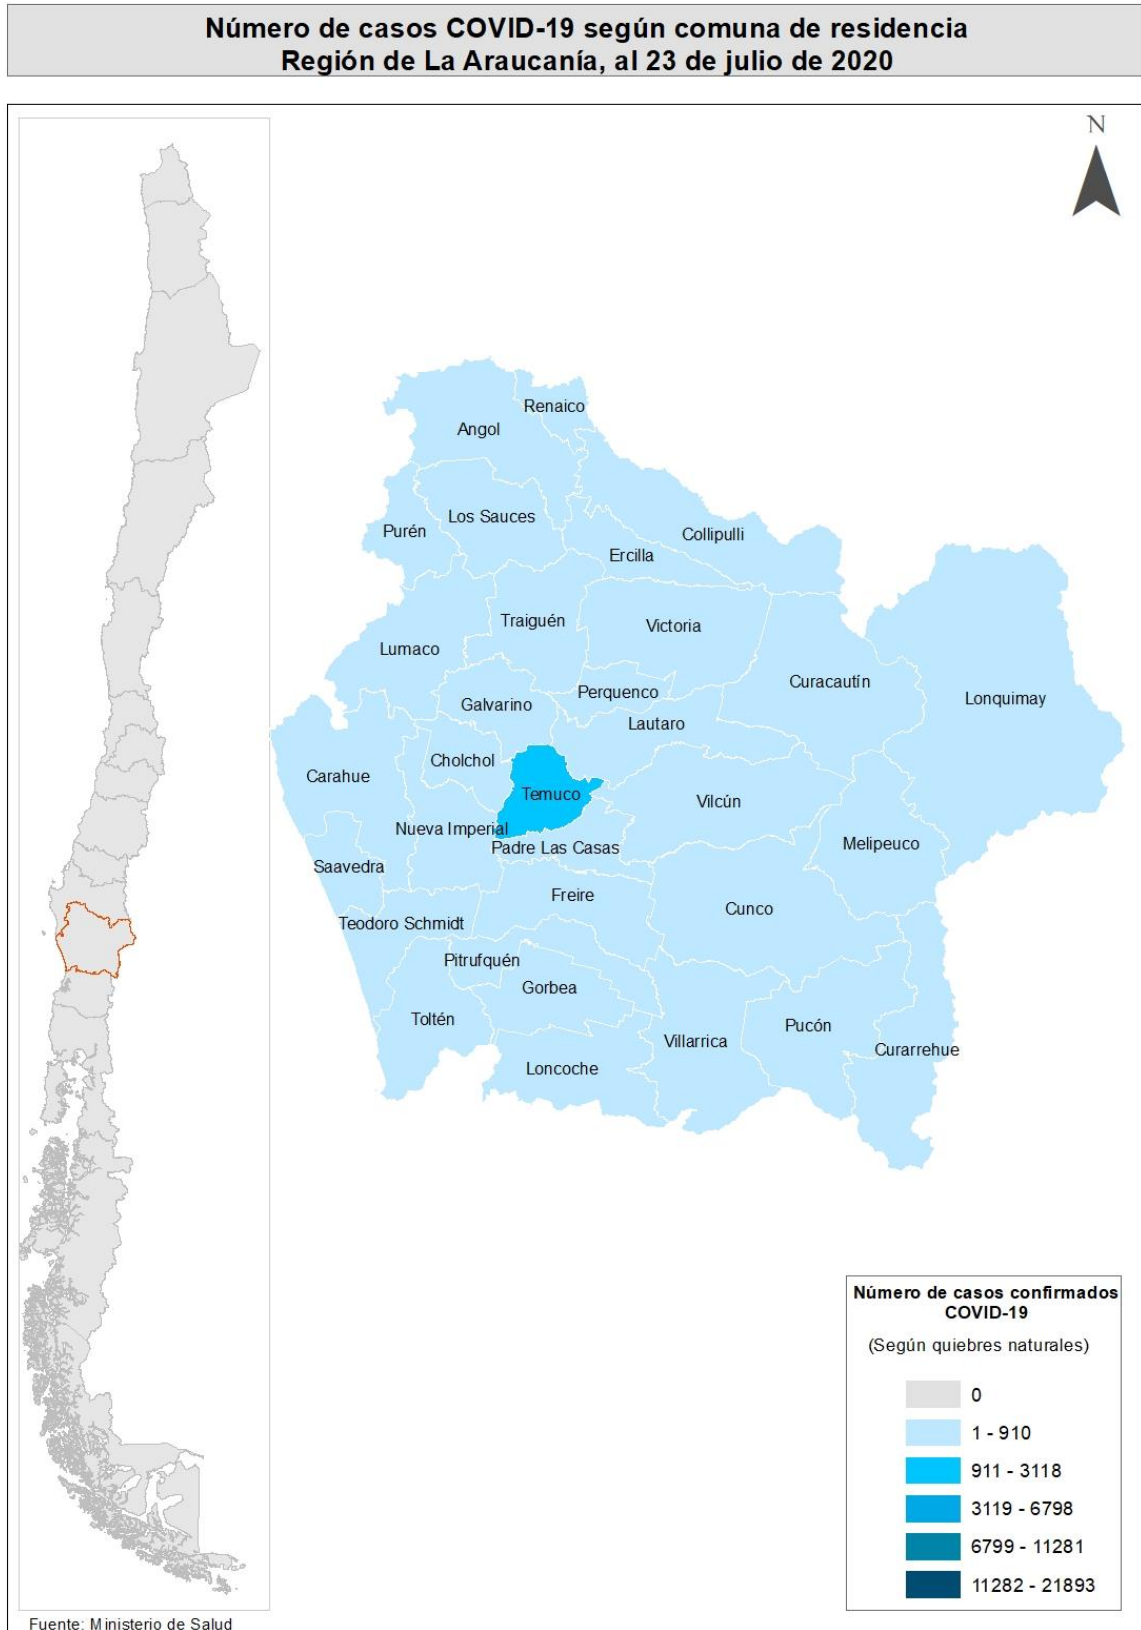 Número de casos COVID-19 según comuna de residencia
Región de La Araucanía, al 23 de julio de 2020
N
Renaico
Angol
Los Sauces
Purén
Collipulli
Ercilla
Traiguén
Victoria
Lumaco
Curacautín
Perquenco
Lonquimay
Galvarino
Lautaro
Cholchol
Carahue
Temuco
Vilcún
Nueva Imperial
Melipeuco
Padre Las Casas
Saavedra
Freire
Cunco
Teodoro Schmidt
Pitrufquén
Gorbea
Toltén
Pucón
Villarrica
Curarrehue
Loncoche
Número de casos confirmados
COVID-19
(Según quiebres naturales)
0
1 - 910
911 - 3118
3119 - 6798
6799 - 11281
11282 - 21893
Fuente: Ministerio de Salud